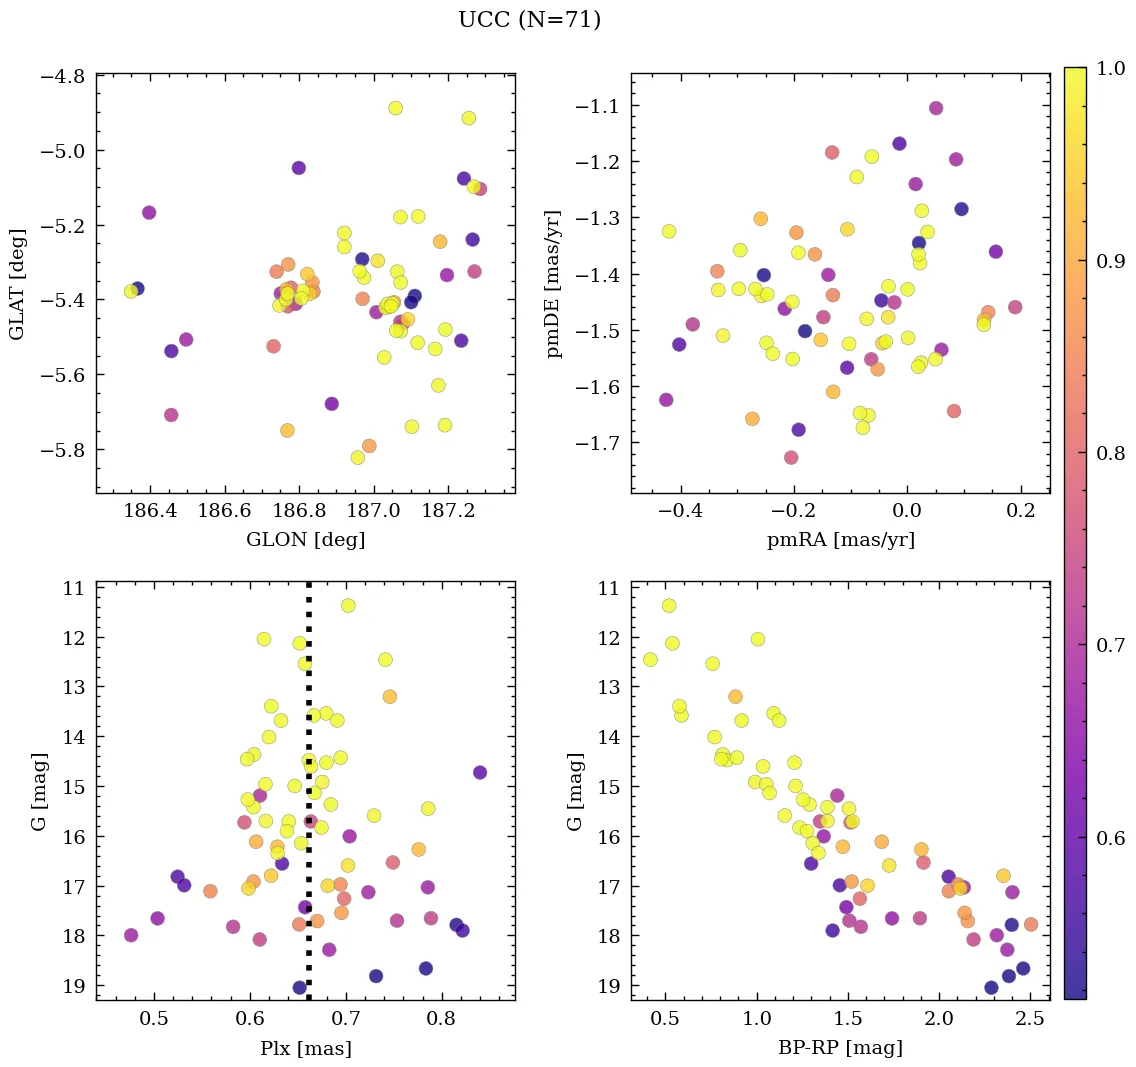 UCC (N=71)
−4.8
−5.0
−5.2
−5.4
−5.6
−5.8
GLAT [deg]
186.4 186.6 186.8 187.0 187.2
GLON [deg]
−1.1
−1.2
−1.3
−1.4
−1.5
−1.6
−1.7
pmDE [mas/yr]
−0.4 −0.2 0.0 0.2
pmRA [mas/yr]
1.0
0.9
0.8
0.7
0.6
11
12
13
14
15
16
17
18
19
G [mag]
0.5 0.6 0.7 0.8
Plx [mas]
11
12
13
14
15
16
17
18
19
G [mag]
0.5 1.0 1.5 2.0 2.5
BP-RP [mag]